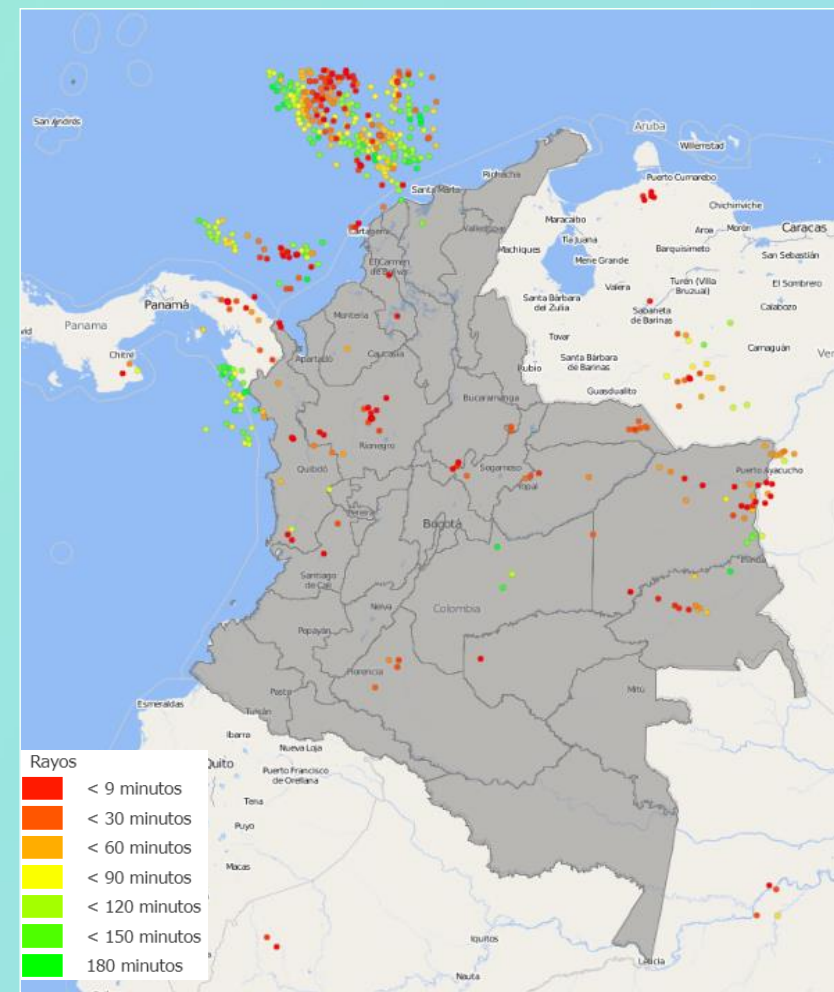 San Andrés
Aruba
Willemstad
Riohacha
Puerto Cumarebo
Santa Marta
Chichiriviche
Maracaibo
Cartagena
Aroa
Morón
Caracas
Tía Juana
Machiques
Barquisimeto
San Sebastián
El Carmen
de Bolívar
Mene Grande
Valera
Turén (Villa
Bruzual)
El Sombrero
Panamá
Santa Bárbara
del Zulia
Sabaneta
de Barinas
Calabozo
Panama
Montería
Tovar
Camaguán
Chitré
Apartadó
Caucasia
Rubio
Santa Bárbara
de Barinas
Guasdualito
Bucaramanga
Rionegro
Quibdó
Sogamoso
Yopal
Puerto Ayacucho
Pereira
Bogotá
Inírida
Santiago
de Cali
Neiva
Colombia
Popayán
Florencia
Mitú
Pasto
Esmeraldas
Tulcán
Ibarra
Nueva Loja
Quito
Puerto Francisco
de Orellana
Tena
Puyo
Macas
Iquitos
Leticia
Nauta
Rayos
< 9 minutos
< 30 minutos
< 60 minutos
< 90 minutos
< 120 minutos
< 150 minutos
180 minutos